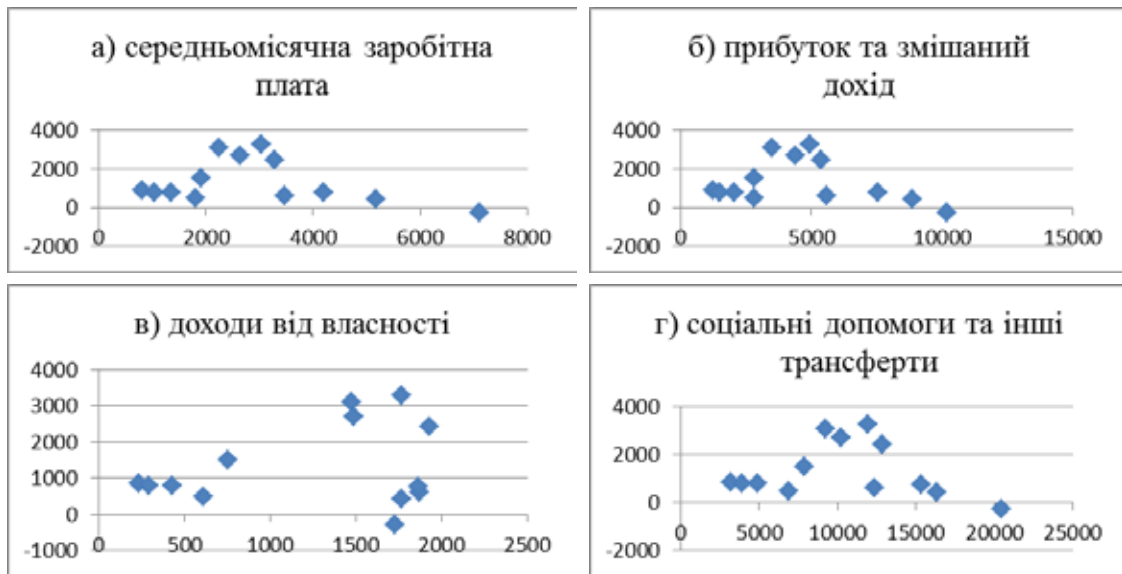 а) середньомісячна заробітна
плата
4000
2000
0
-2000
0 2000 4000 6000 8000
б) прибуток та змішаний
дохід
4000
2000
0
-2000
0 5000 10000 15000
в) доходи від власності
4000
3000
2000
1000
0
-1000
0 500 1000 1500 2000 2500
г) соціальні допомоги та інші
трансферти
4000
2000
0
-2000
0 5000 10000 15000 20000 25000